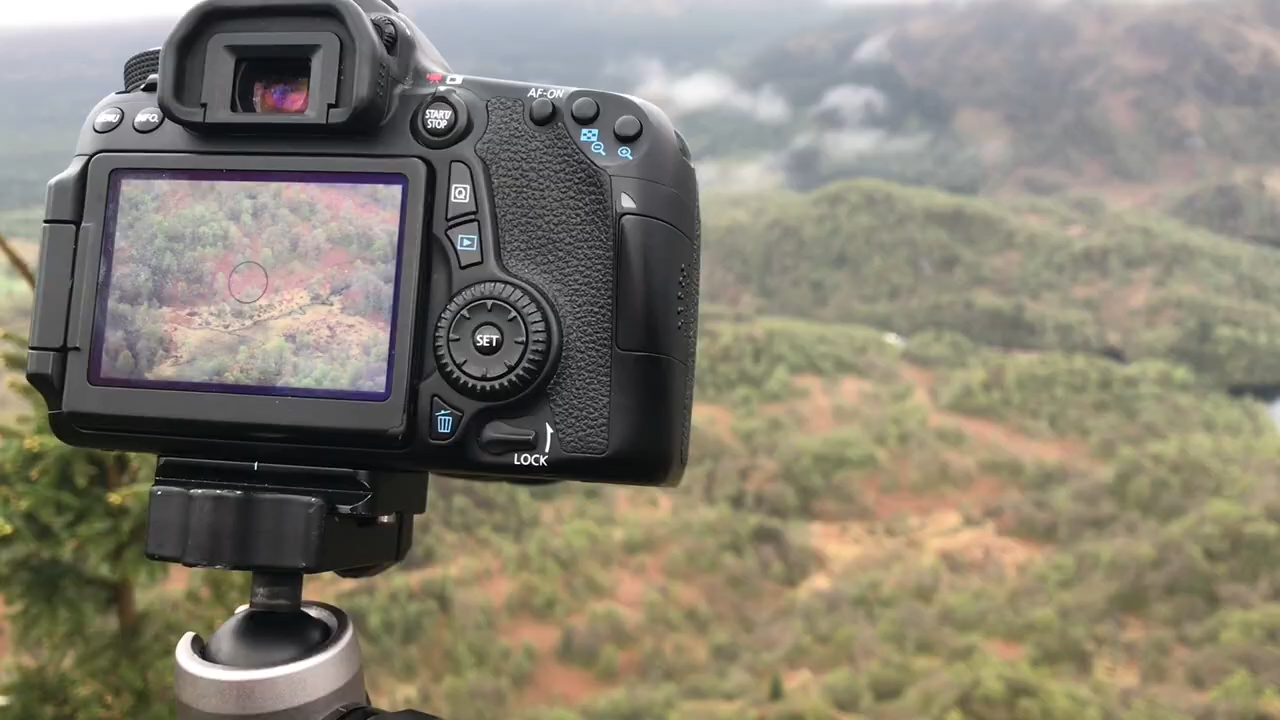 AF-ON
MENU
INFO.
START/
STOP
Q
SET
LOCK